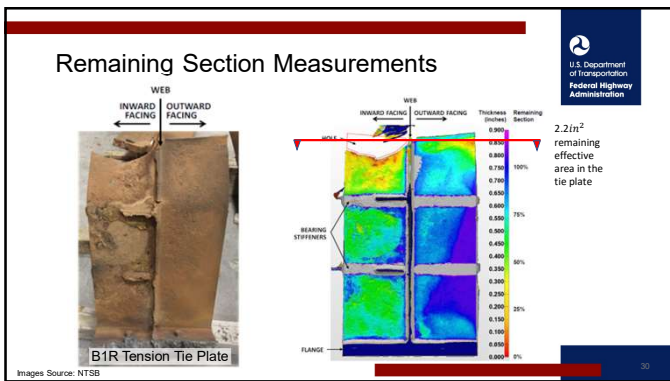 Remaining Section Measurements
U.S. Department
of Transportation
Federal Highway
Administration
WEB
INWARD
FACING
OUTWARD
FACING
B1R Tension Tie Plate
WEB
INWARD FACING
OUTWARD FACING
HOLE
BEARING
STIFFENERS
FLANGE
Thickness
(Inches)
Remaining
Section
0.900
0.850
0.800
0.750
100%
0.700
0.650
0.600
0.550
75%
0.500
0.450
0.400
50%
0.350
0.300
0.250
25%
0.200
0.150
0.100
0.050
0.000
0%
2.2in²
remaining
effective
area in the
tie plate
Images Source: NTSB
30